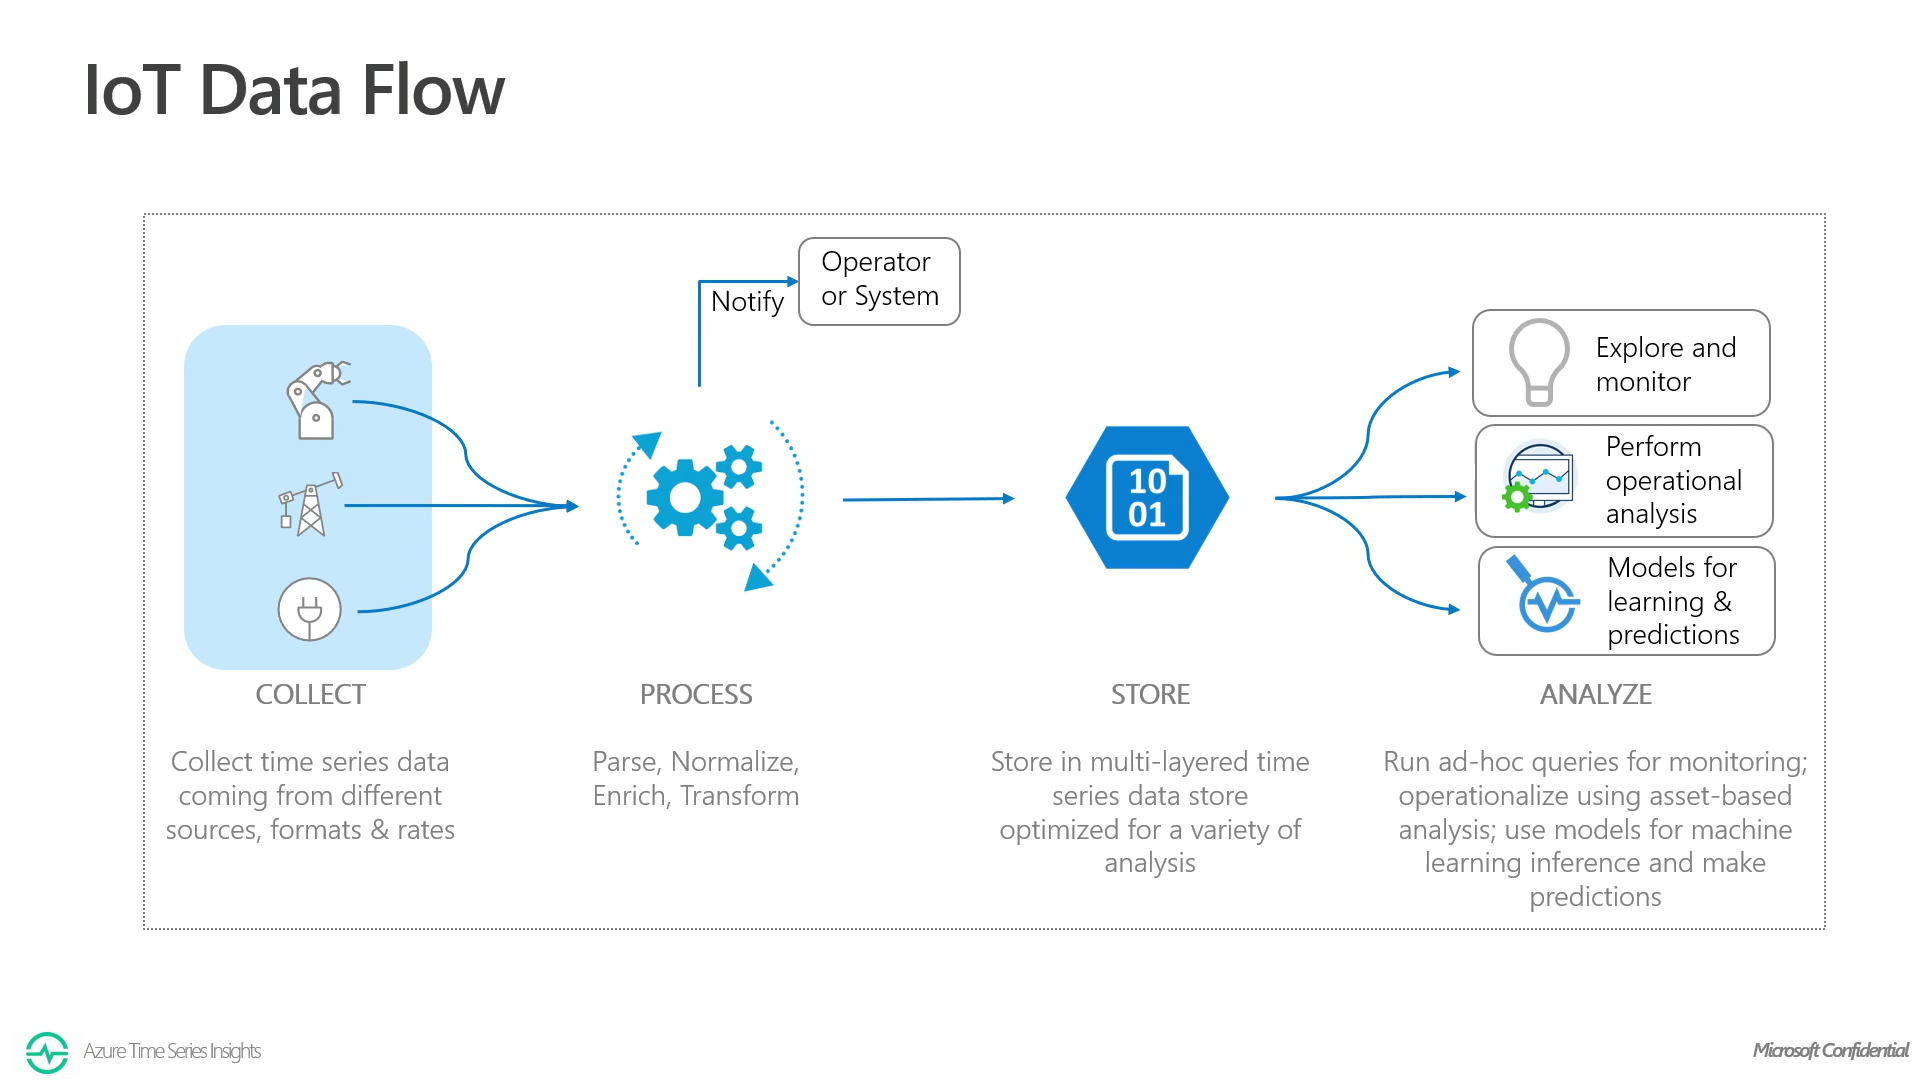 IoT Data Flow
Operator
or System
Notify
Explore and
monitor
Perform
operational
analysis
10
01
Models for
learning &
predictions
COLLECT
PROCESS
STORE
ANALYZE
Collect time series data
coming from different
sources, formats & rates
Parse, Normalize,
Enrich, Transform
Store in multi-layered time
series data store
optimized for a variety of
analysis
Run ad-hoc queries for monitoring;
operationalize using asset-based
analysis; use models for machine
learning inference and make
predictions
Azure Time Series Insights
Microsoft Confidential